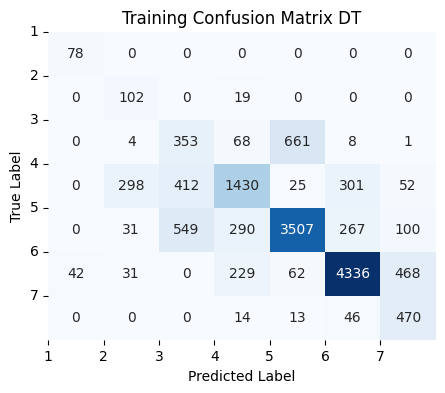 Training Confusion Matrix DT
1
78 0 0 0 0 0 0
2
0 102 0 19 0 0 0
3
0 4 353 68 661 8 1
4
0 298 412 1430 25 301 52
5
0 31 549 290 3507 267 100
6
42 31 0 229 62 4336 468
7
0 0 0 14 13 46 470
True Label
1 2 3 4 5 6 7
Predicted Label